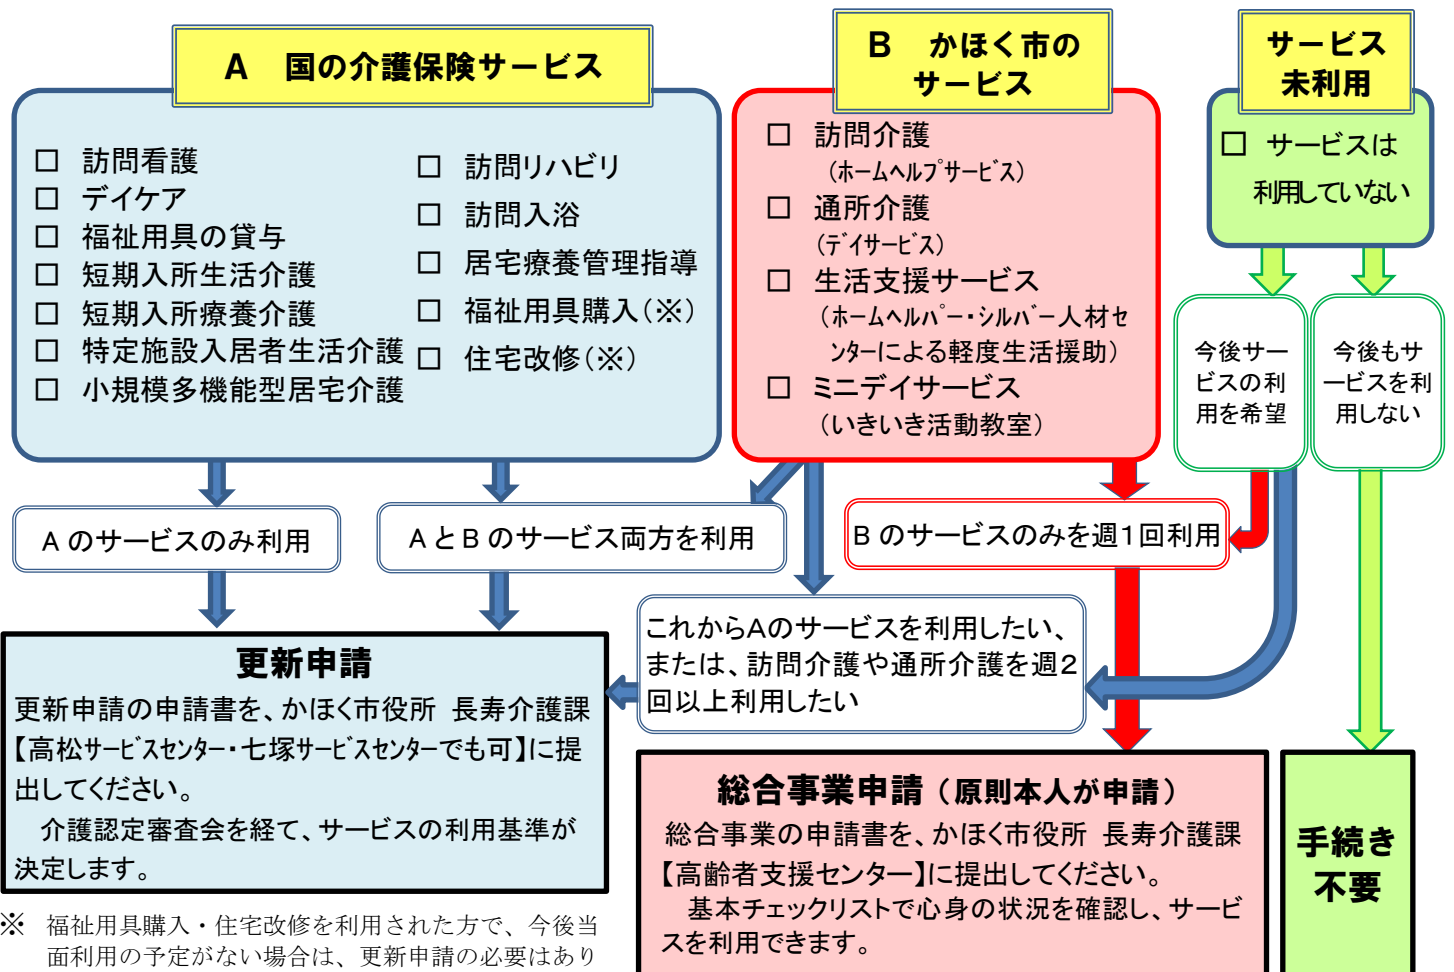 A　国の介護保険サービス
□ 訪問看護
□ デイケア
□ 福祉用具の貸与
□ 短期入所生活介護
□ 短期入所療養介護
□ 特定施設入居者生活介護
□ 小規模多機能型居宅介護
□ 訪問リハビリ
□ 訪問入浴
□ 居宅療養管理指導
□ 福祉用具購入(※)
□ 住宅改修(※)
B　かほく市の
サービス
□ 訪問介護
(ホームヘルプサービス)
□ 通所介護
(デイサービス)
□ 生活支援サービス
(ホームヘルパー・シルバー人材セ
ンターによる軽度生活援助)
□ ミニデイサービス
(いきいき活動教室)
サービス
未利用
□ サービスは
利用していない
今後サー
ビスの利
用を希望
今後もサ
ービスを利
用しない
Aのサービスのみ利用
AとBのサービス両方を利用
Bのサービスのみを週1回利用
これからAのサービスを利用したい、
または、訪問介護や通所介護を週2
回以上利用したい
更新申請
更新申請の申請書を、かほく市役所 長寿介護課
【高松サービスセンター・七塚サービスセンターでも可】に提
出してください。
介護認定審査会を経て、サービスの利用基準が
決定します。
総合事業申請(原則本人が申請)
総合事業の申請書を、かほく市役所 長寿介護課
【高齢者支援センター】に提出してください。
基本チェックリストで心身の状況を確認し、サービ
スを利用できます。
手続き
不要
※ 福祉用具購入・住宅改修を利用された方で、今後当
面利用の予定がない場合は、更新申請の必要はあり